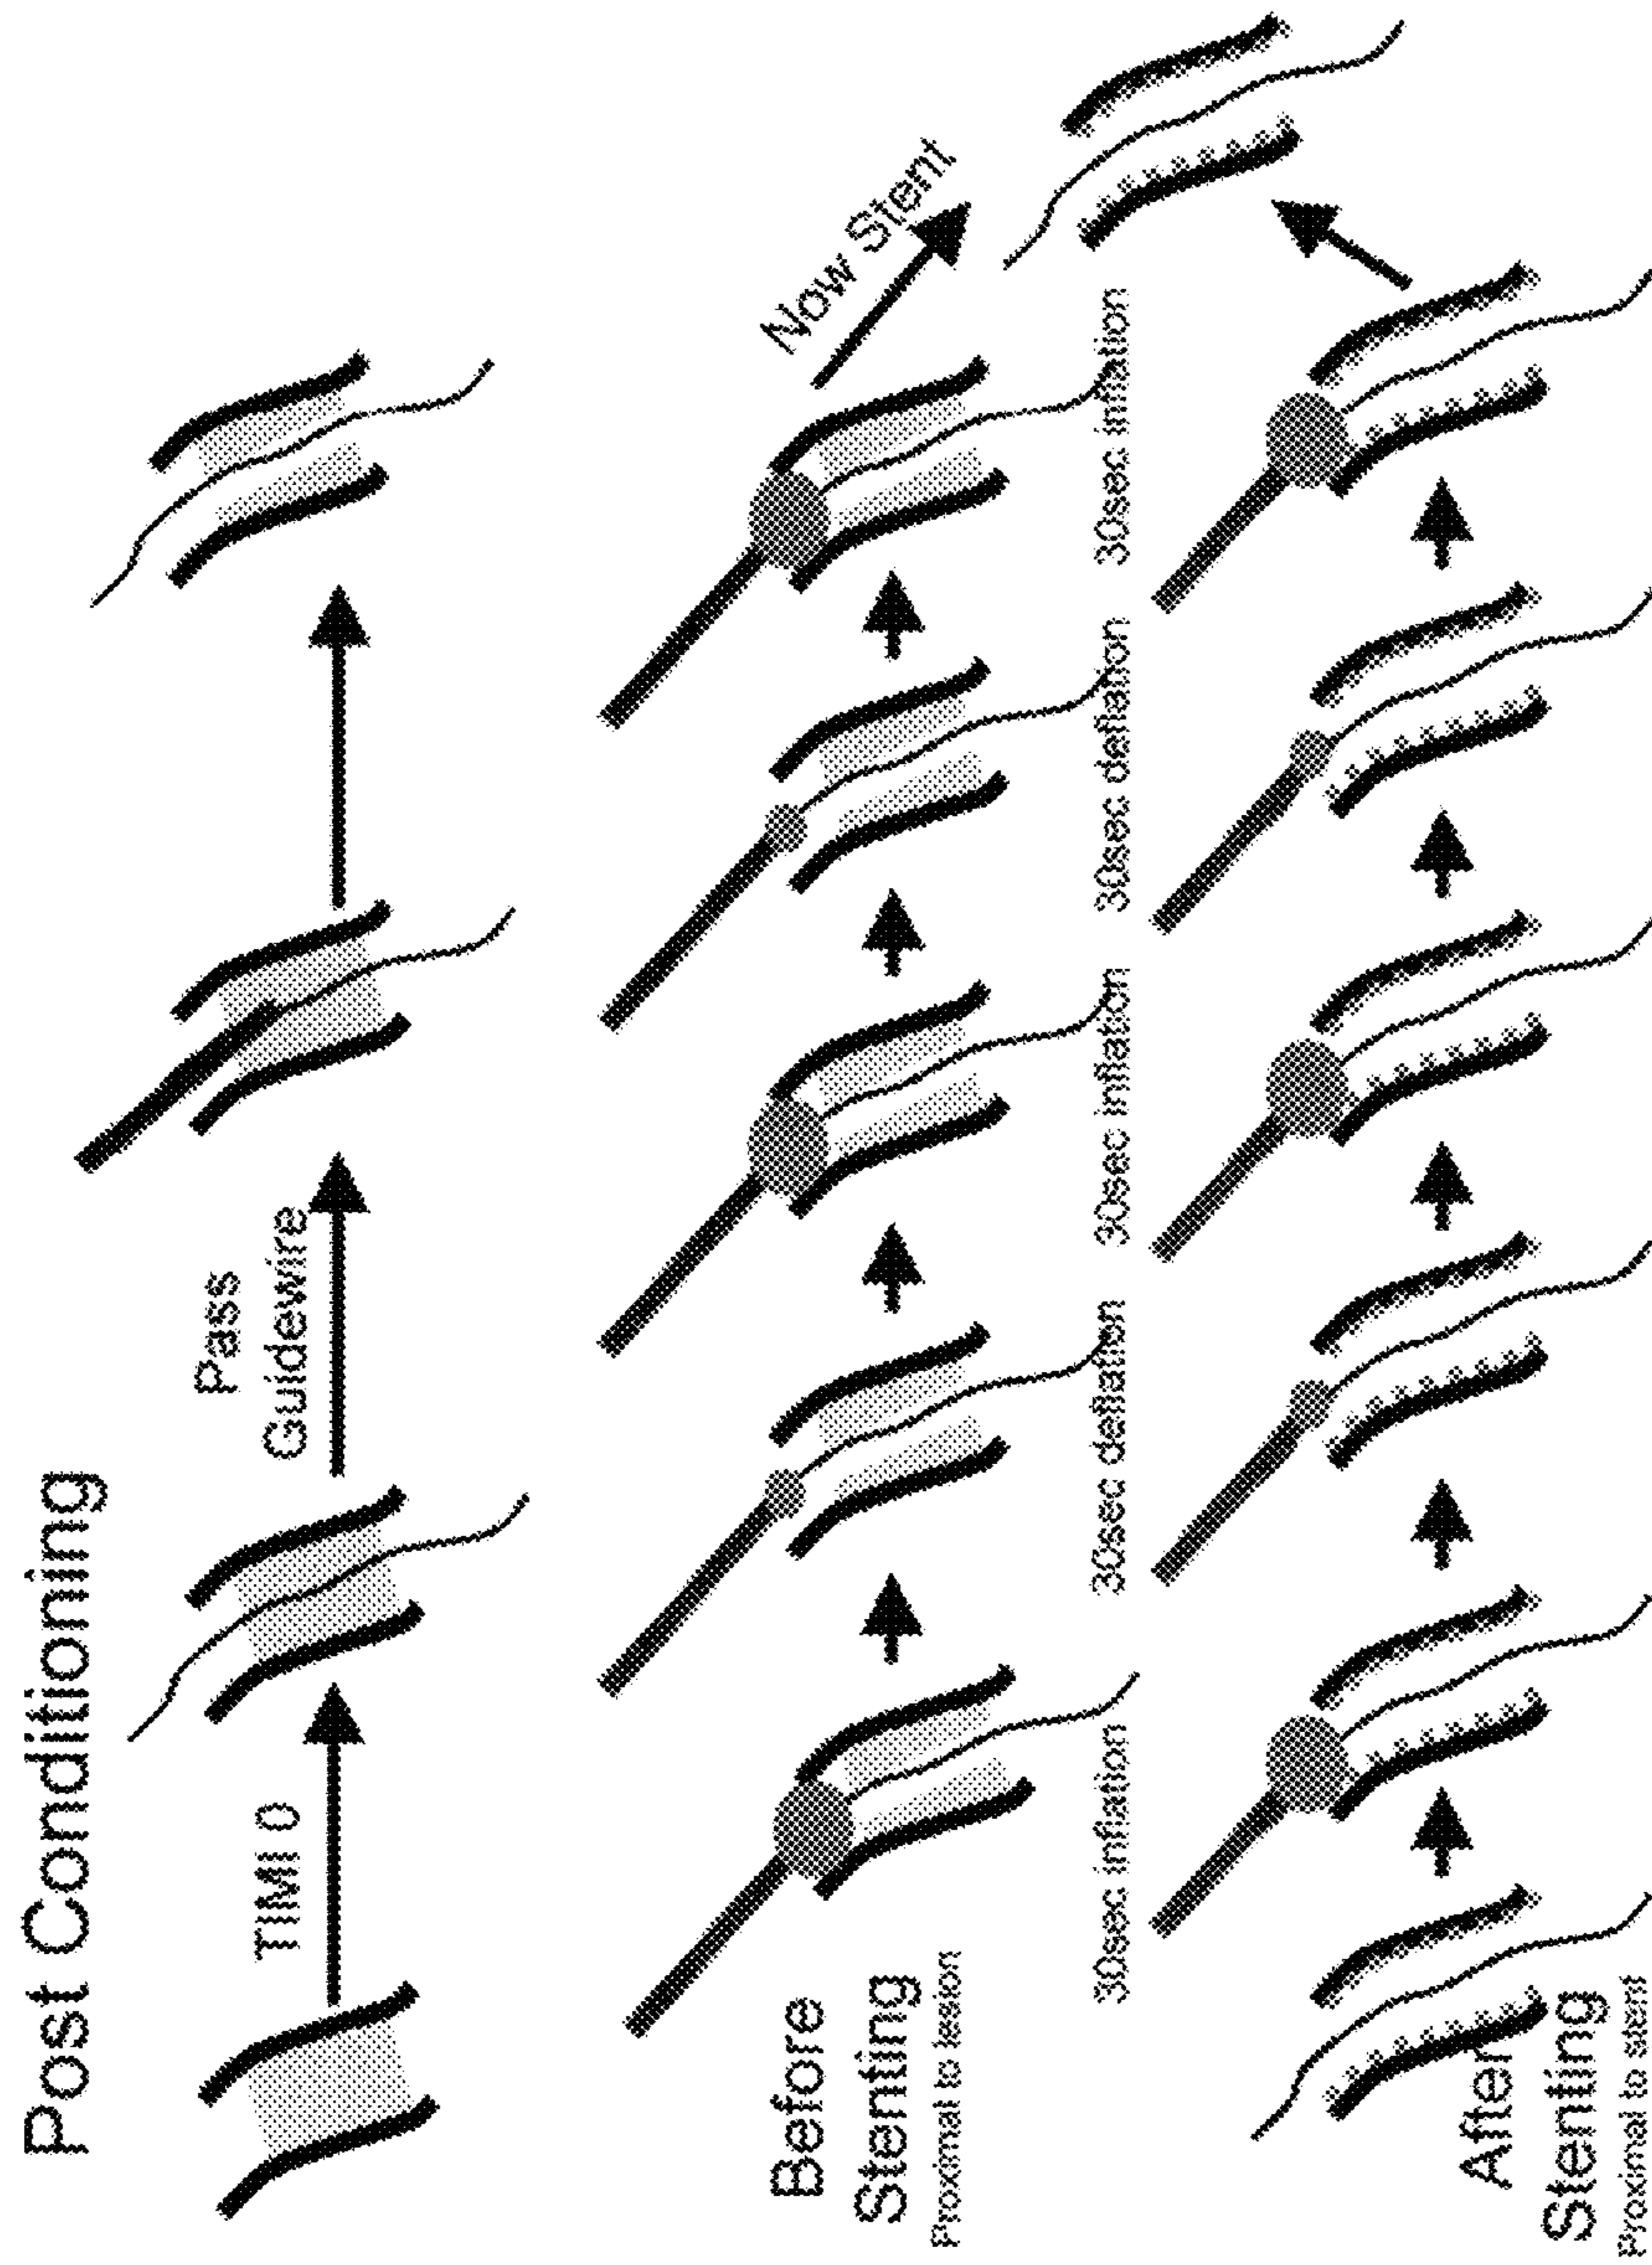 Post Conditioning
TIMI 0
Pass
Guidewire
Before
Stenting
Proximal to lesion
Now Stent
30sec inflation
30sec deflation
30sec inflation
30sec deflation
30sec inflation
After
Stenting
Proximal to stent